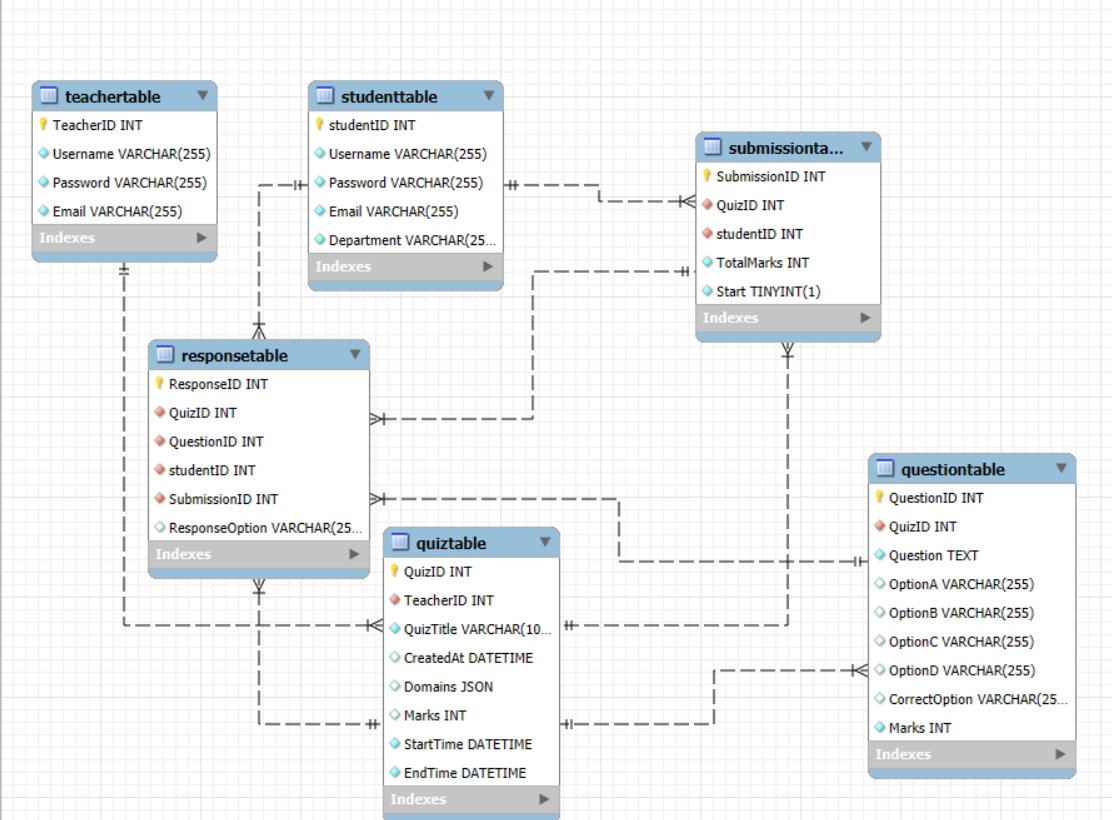 teachertable
TeacherID INT
Username VARCHAR(255)
Password VARCHAR(255)
Email VARCHAR(255)
Indexes
studenttable
studentID INT
Username VARCHAR(255)
Password VARCHAR(255)
Email VARCHAR(255)
Department VARCHAR(25...
Indexes
submissionta...
SubmissionID INT
QuizID INT
studentID INT
TotalMarks INT
Start TINYINT(1)
Indexes
responsetable
ResponseID INT
QuizID INT
QuestionID INT
studentID INT
SubmissionID INT
ResponseOption VARCHAR(25...
Indexes
quiztable
QuizID INT
TeacherID INT
QuizTitle VARCHAR(10...
CreatedAt DATETIME
Domains JSON
Marks INT
StartTime DATETIME
EndTime DATETIME
Indexes
questiontable
QuestionID INT
QuizID INT
Question TEXT
OptionA VARCHAR(255)
OptionB VARCHAR(255)
OptionC VARCHAR(255)
OptionD VARCHAR(255)
CorrectOption VARCHAR(25...
Marks INT
Indexes